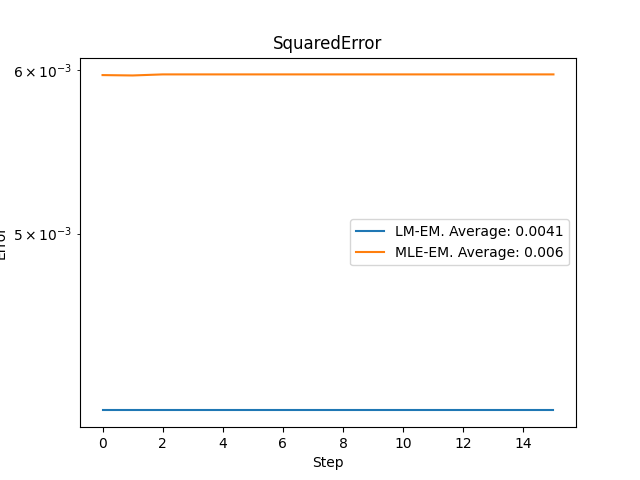 SquaredError
6 × 10⁻³
5 × 10⁻³
Error
LM-EM. Average: 0.0041
MLE-EM. Average: 0.006
0 2 4 6 8 10 12 14
Step